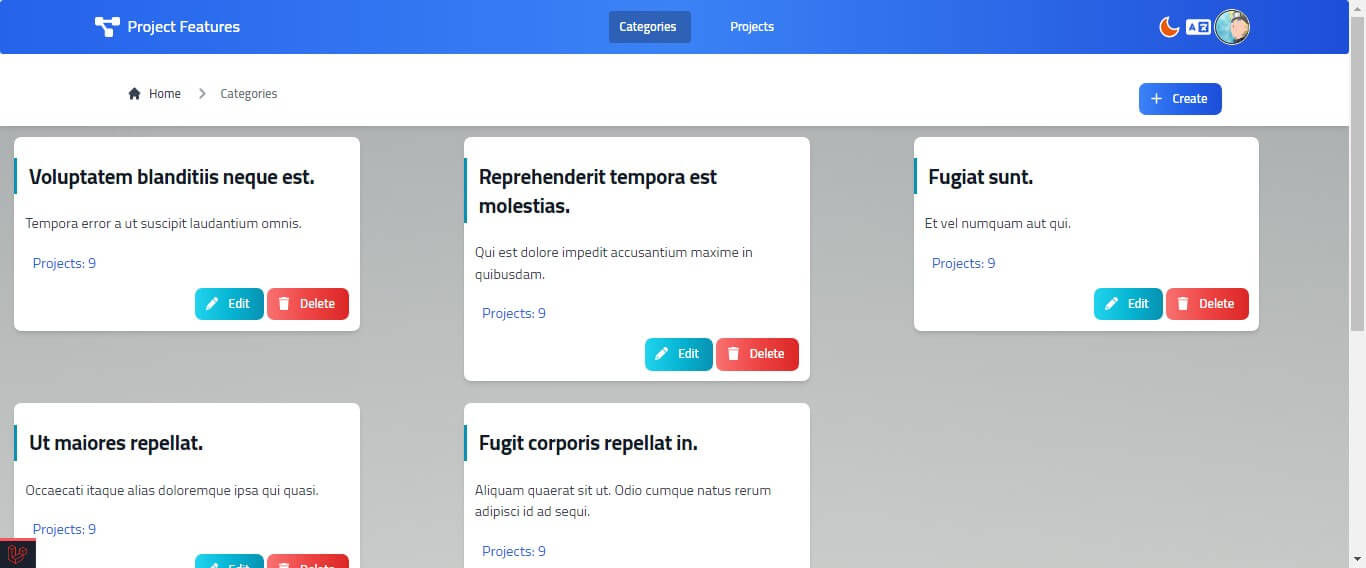 Project Features
Categories
Projects
A
Home
Categories
Create
Voluptatem blanditiis neque est.
Tempora error a ut suscipit laudantium omnis.
Projects: 9
Edit
Delete
Reprehenderit tempora est
molestias.
Qui est dolore impedit accusantium maxime in
quibusdam.
Projects: 9
Edit
Delete
Fugiat sunt.
Et vel numquam aut qui.
Projects: 9
Edit
Delete
Ut maiores repellat.
Occaecati itaque alias doloremque ipsa qui quasi.
Projects: 9
Edit
Delete
Fugit corporis repellat in.
Aliquam quaerat sit ut. Odio cumque natus rerum
adipisci id ad sequi.
Projects: 9